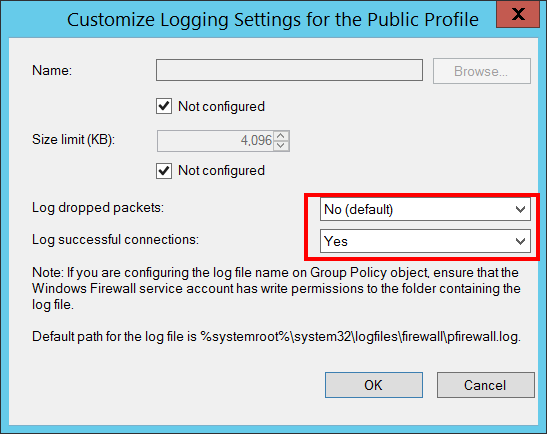 Customize Logging Settings for the Public Profile X
Name: Browse...
Not configured
Size limit (KB): 4,096
Not configured
Log dropped packets: No (default)
Log successful connections: Yes
Note: If you are configuring the log file name on Group Policy object, ensure that the
Windows Firewall service account has write permissions to the folder containing the
log file.
Default path for the log file is %systemroot%\system32\logfiles\firewall\pfirewall.log.
OK Cancel